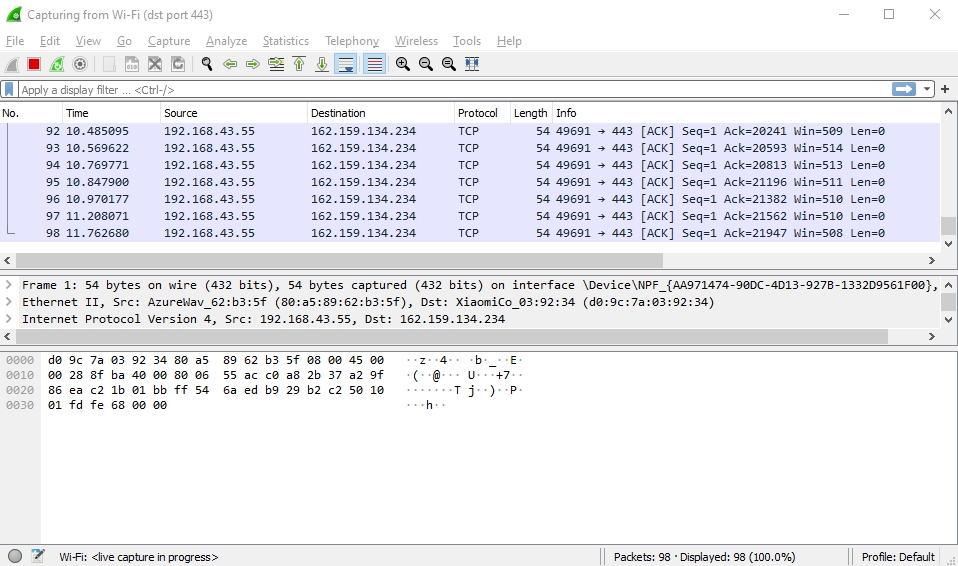 Capturing from Wi-Fi (dst port 443)
File Edit View Go Capture Analyze Statistics Telephony Wireless Tools Help
Apply a display filter ... <Ctrl-/>
No. Time Source Destination Protocol Length Info
92 10.485095 192.168.43.55 162.159.134.234 TCP 54 49691 → 443 [ACK] Seq=1 Ack=20241 Win=509 Len=0
93 10.569622 192.168.43.55 162.159.134.234 TCP 54 49691 → 443 [ACK] Seq=1 Ack=20593 Win=514 Len=0
94 10.769771 192.168.43.55 162.159.134.234 TCP 54 49691 → 443 [ACK] Seq=1 Ack=20813 Win=513 Len=0
95 10.847900 192.168.43.55 162.159.134.234 TCP 54 49691 → 443 [ACK] Seq=1 Ack=21196 Win=511 Len=0
96 10.970177 192.168.43.55 162.159.134.234 TCP 54 49691 → 443 [ACK] Seq=1 Ack=21382 Win=510 Len=0
97 11.208071 192.168.43.55 162.159.134.234 TCP 54 49691 → 443 [ACK] Seq=1 Ack=21562 Win=510 Len=0
98 11.762680 192.168.43.55 162.159.134.234 TCP 54 49691 → 443 [ACK] Seq=1 Ack=21947 Win=508 Len=0
Frame 1: 54 bytes on wire (432 bits), 54 bytes captured (432 bits) on interface \Device\NPF_{AA971474-90DC-4D13-927B-1332D9561F00},
Ethernet II, Src: AzureWav_62:b3:5f (80:a5:89:62:b3:5f), Dst: XiaomiCo_03:92:34 (d0:9c:7a:03:92:34)
Internet Protocol Version 4, Src: 192.168.43.55, Dst: 162.159.134.234
0000 d0 9c 7a 03 92 34 80 a5 89 62 b3 5f 08 00 45 00 ··z··4·· ·b·_··E·
0010 00 28 8f ba 40 00 80 06 55 ac c0 a8 2b 37 a2 9f ·(··@··· U···+7··
0020 86 ea c2 1b 01 bb ff 54 6a ed b9 29 b2 c2 50 10 ·······T j··)··P·
0030 01 fd fe 68 00 00 ···h··
Wi-Fi: <live capture in progress>
Packets: 98 · Displayed: 98 (100.0%)
Profile: Default